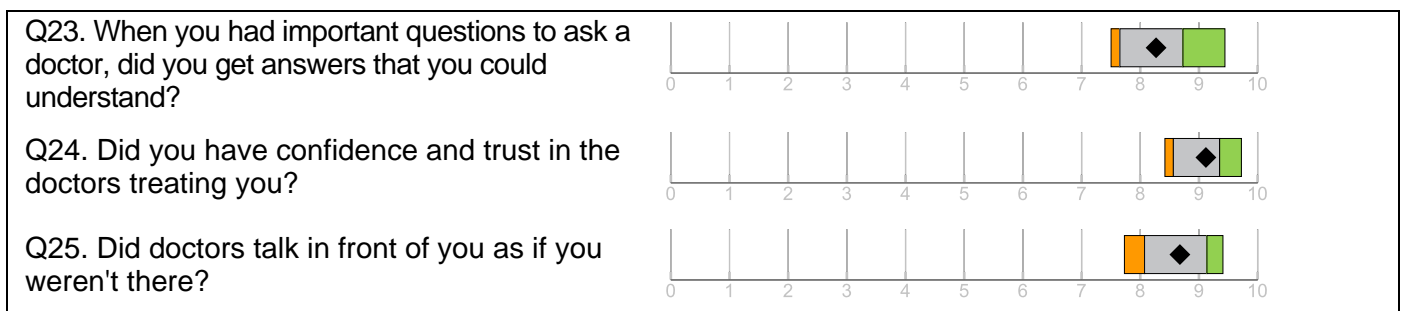 Q23. When you had important questions to ask a
doctor, did you get answers that you could
understand?
0 1 2 3 4 5 6 7 8 9 10
Q24. Did you have confidence and trust in the
doctors treating you?
0 1 2 3 4 5 6 7 8 9 10
Q25. Did doctors talk in front of you as if you
weren't there?
0 1 2 3 4 5 6 7 8 9 10